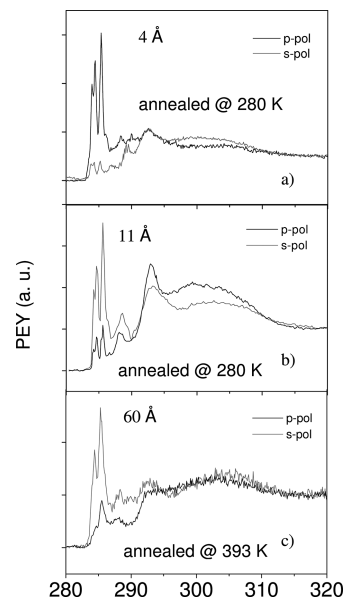 4 Å
p-pol
s-pol
annealed @ 280 K
a)
11 Å
p-pol
s-pol
b)
annealed @ 280 K
PEY (a. u.)
60 Å
p-pol
s-pol
c)
annealed @ 393 K
280 290 300 310 320